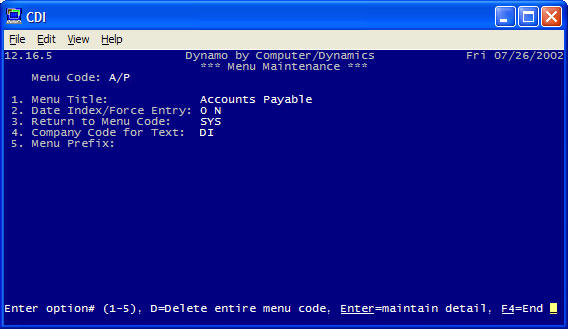 CDI
File Edit View Help
12.16.5 Dynamo by Computer/Dynamics Fri 07/26/2002
*** Menu Maintenance ***
Menu Code: A/P
1. Menu Title: Accounts Payable
2. Date Index/Force Entry: 0 N
3. Return to Menu Code: SYS
4. Company Code for Text: DI
5. Menu Prefix:
Enter option# (1-5), D=Delete entire menu code, Enter=maintain detail, F4=End